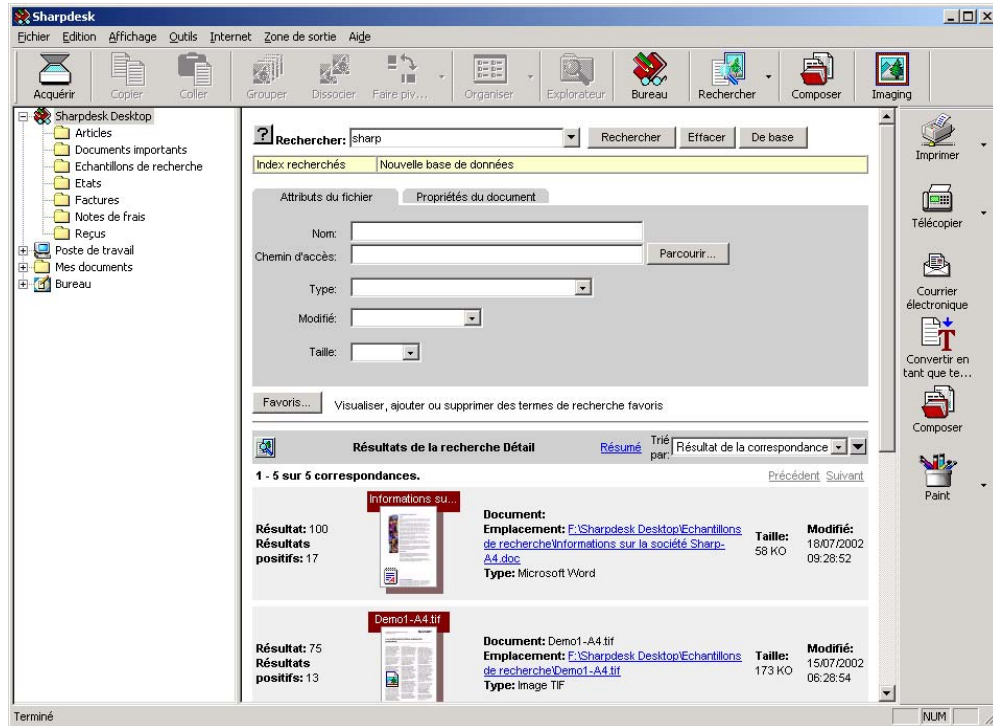 Sharpdesk
Fichier Edition Affichage Outils Internet Zone de sortie Aide
Acquérir Copier Coller Grouper Dissocier Faire piv... Organiser Explorateur Bureau Rechercher Composer Imaging
Sharpdesk Desktop
Articles
Documents importants
Echantillons de recherche
Etats
Factures
Notes de frais
Reçus
Poste de travail
Mes documents
Bureau
? Rechercher: sharp Rechercher Effacer De base
Index recherchés Nouvelle base de données
Attributs du fichier Propriétés du document
Nom:
Chemin d'accès: Parcourir...
Type:
Modifié:
Taille:
Favoris... Visualiser, ajouter ou supprimer des termes de recherche favoris
Résultats de la recherche Détail Résumé Trié par: Résultat de la correspondance
1 - 5 sur 5 correspondances. Précédent Suivant
Informations su...
Résultat: 100
Résultats
positifs: 17
Document:
Emplacement: F:\Sharpdesk Desktop\Echantillons
de recherche\Informations sur la société Sharp-
A4.doc
Type: Microsoft Word
Taille:
58 KO
Modifié:
18/07/2002
09:28:52
Demo1-A4.tif
Résultat: 75
Résultats
positifs: 13
Document: Demo1-A4.tif
Emplacement: F:\Sharpdesk Desktop\Echantillons
de recherche\Demo1-A4.tif
Type: Image TIF
Taille:
173 KO
Modifié:
15/07/2002
06:28:54
Imprimer
Télécopier
Courrier
électronique
Convertir en
tant que te...
Composer
Paint
Terminé NUM